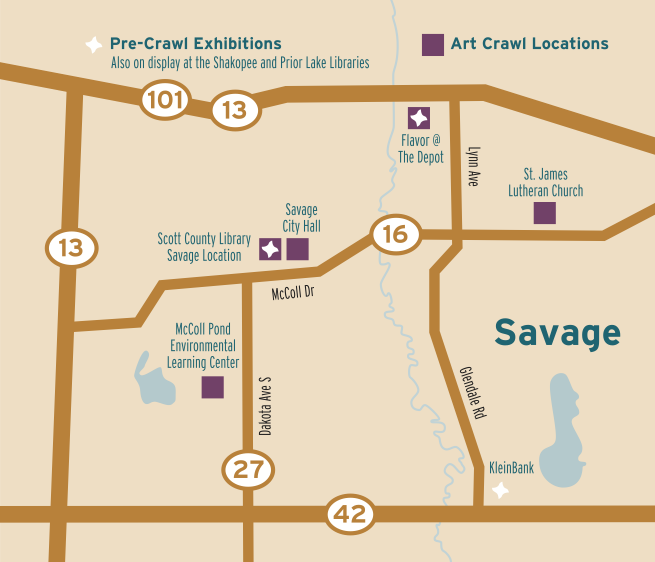 Pre-Crawl Exhibitions
Also on display at the Shakopee and Prior Lake Libraries
Art Crawl Locations
101
13
Flavor @
The Depot
Lynn Ave
St. James
Lutheran Church
Savage
City Hall
Scott County Library
Savage Location
16
13
McColl Dr
McColl Pond
Environmental
Learning Center
Savage
Dakota Ave S
Glendale Rd
27
KleinBank
42